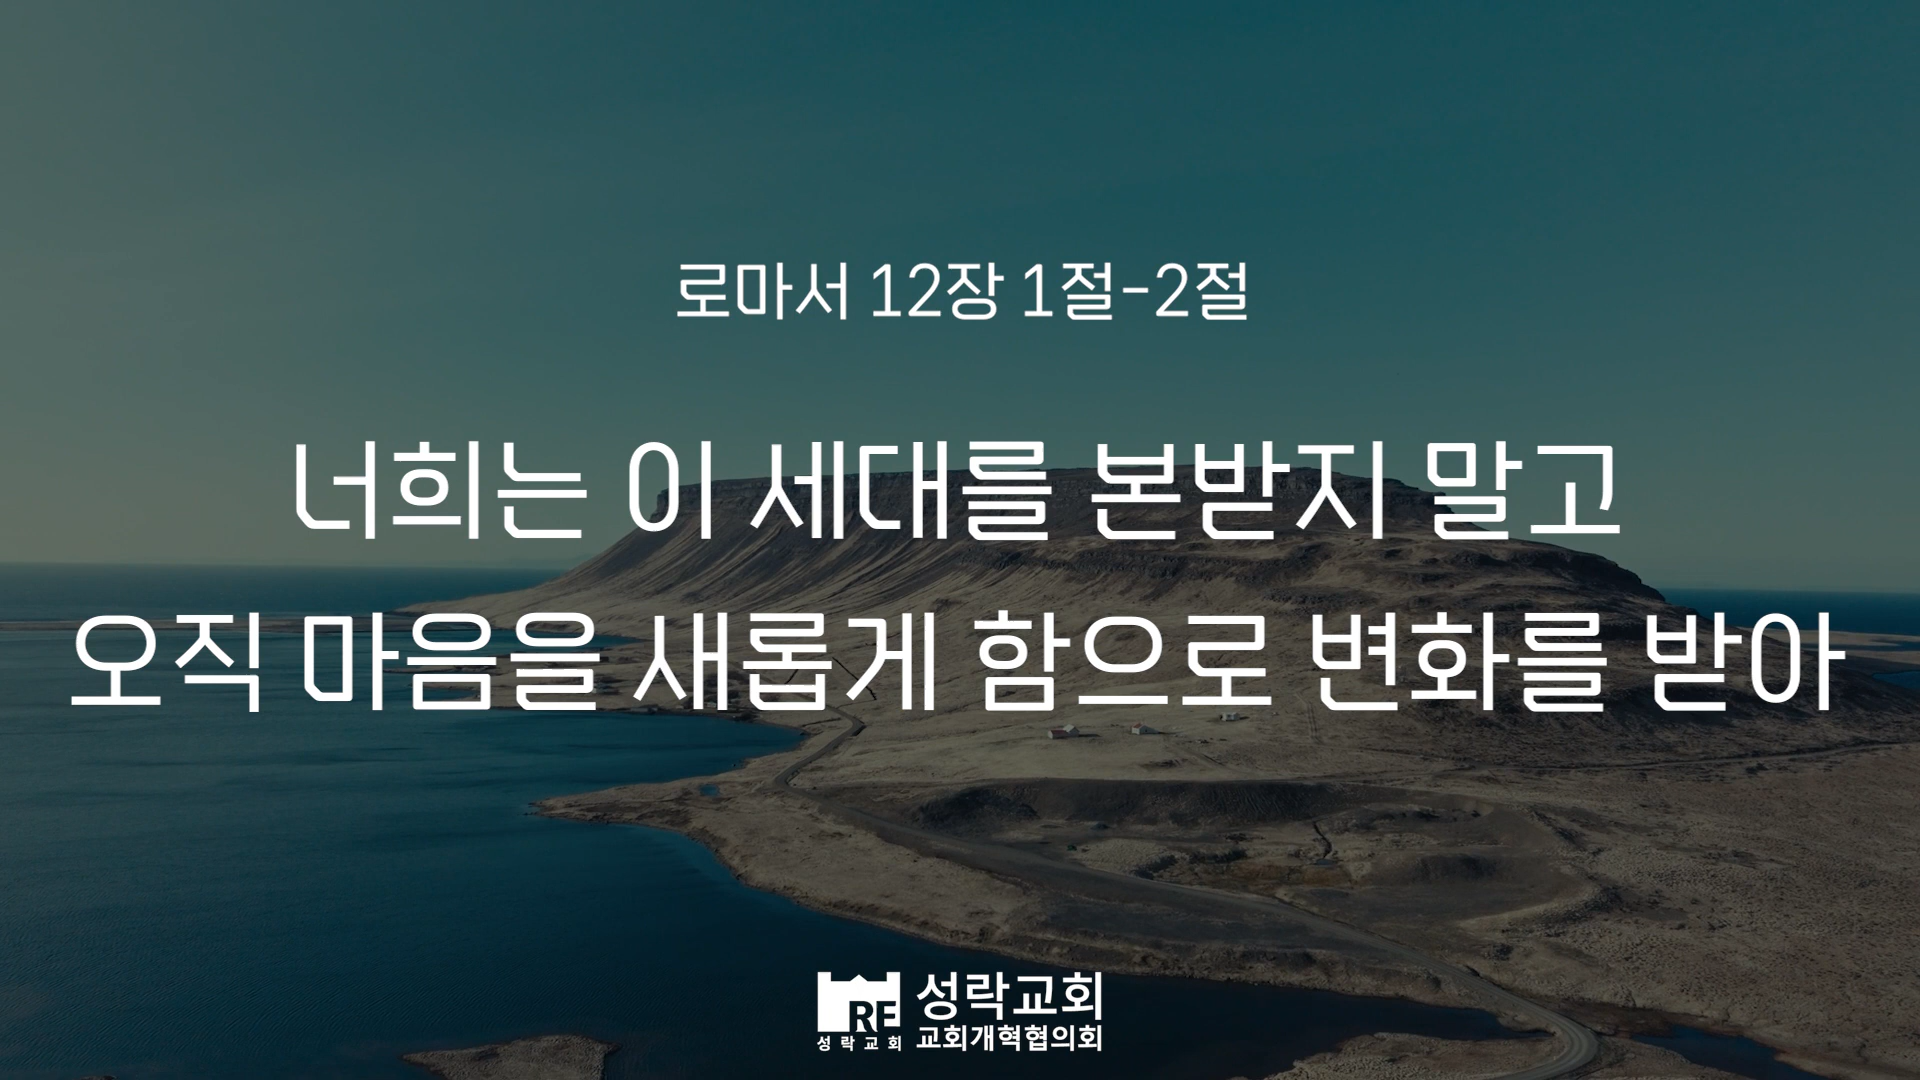 로마서 12장 1절-2절
너희는 이 세대를 본받지 말고
오직 마음을 새롭게 함으로 변화를 받아
RE
성락교회
성락교회
교회개혁협의회